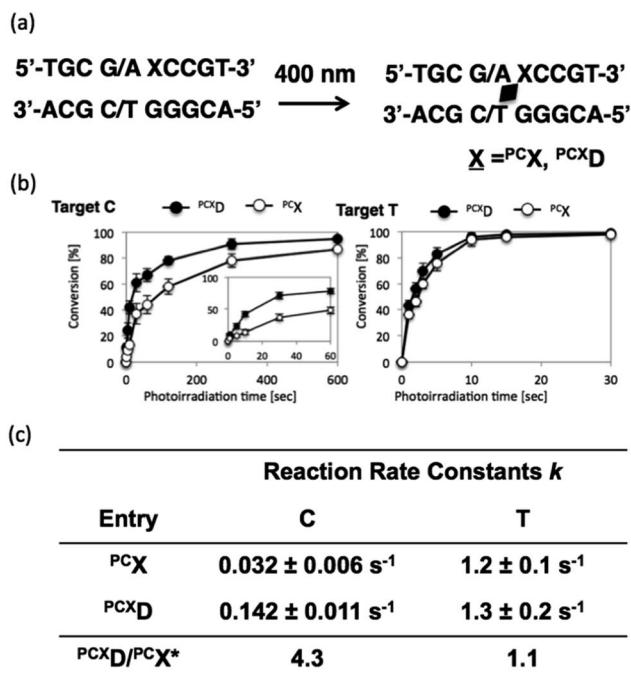 (a)
5'-TGC G/A XCCGT-3'
3'-ACG C/T GGGCA-5'
400 nm
5'-TGC G/A XCCGT-3'
3'-ACG C/T GGGCA-5'
X =PCX, PCXD
(b)
Target C
PCXD
PCX
Target T
PCXD
PCX
Conversion [%]
100
80
60
40
20
0
100
50
0
0
20
40
60
0
200
400
600
Photoirradiation time [sec]
Conversion [%]
100
80
60
40
20
0
0
10
20
30
Photoirradiation time [sec]
(c)
Reaction Rate Constants k
Entry C T
PCX 0.032 ± 0.006 s-1 1.2 ± 0.1 s-1
PCXD 0.142 ± 0.011 s-1 1.3 ± 0.2 s-1
PCXD/PCX* 4.3 1.1